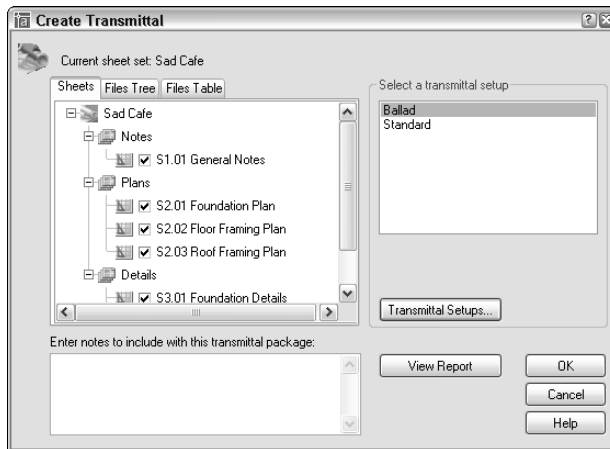 Create Transmittal
Current sheet set: Sad Cafe
Sheets Files Tree Files Table
Sad Cafe
Notes
S1.01 General Notes
Plans
S2.01 Foundation Plan
S2.02 Floor Framing Plan
S2.03 Roof Framing Plan
Details
S3.01 Foundation Details
Select a transmittal setup
Ballad
Standard
Transmittal Setups...
Enter notes to include with this transmittal package:
View Report
OK
Cancel
Help